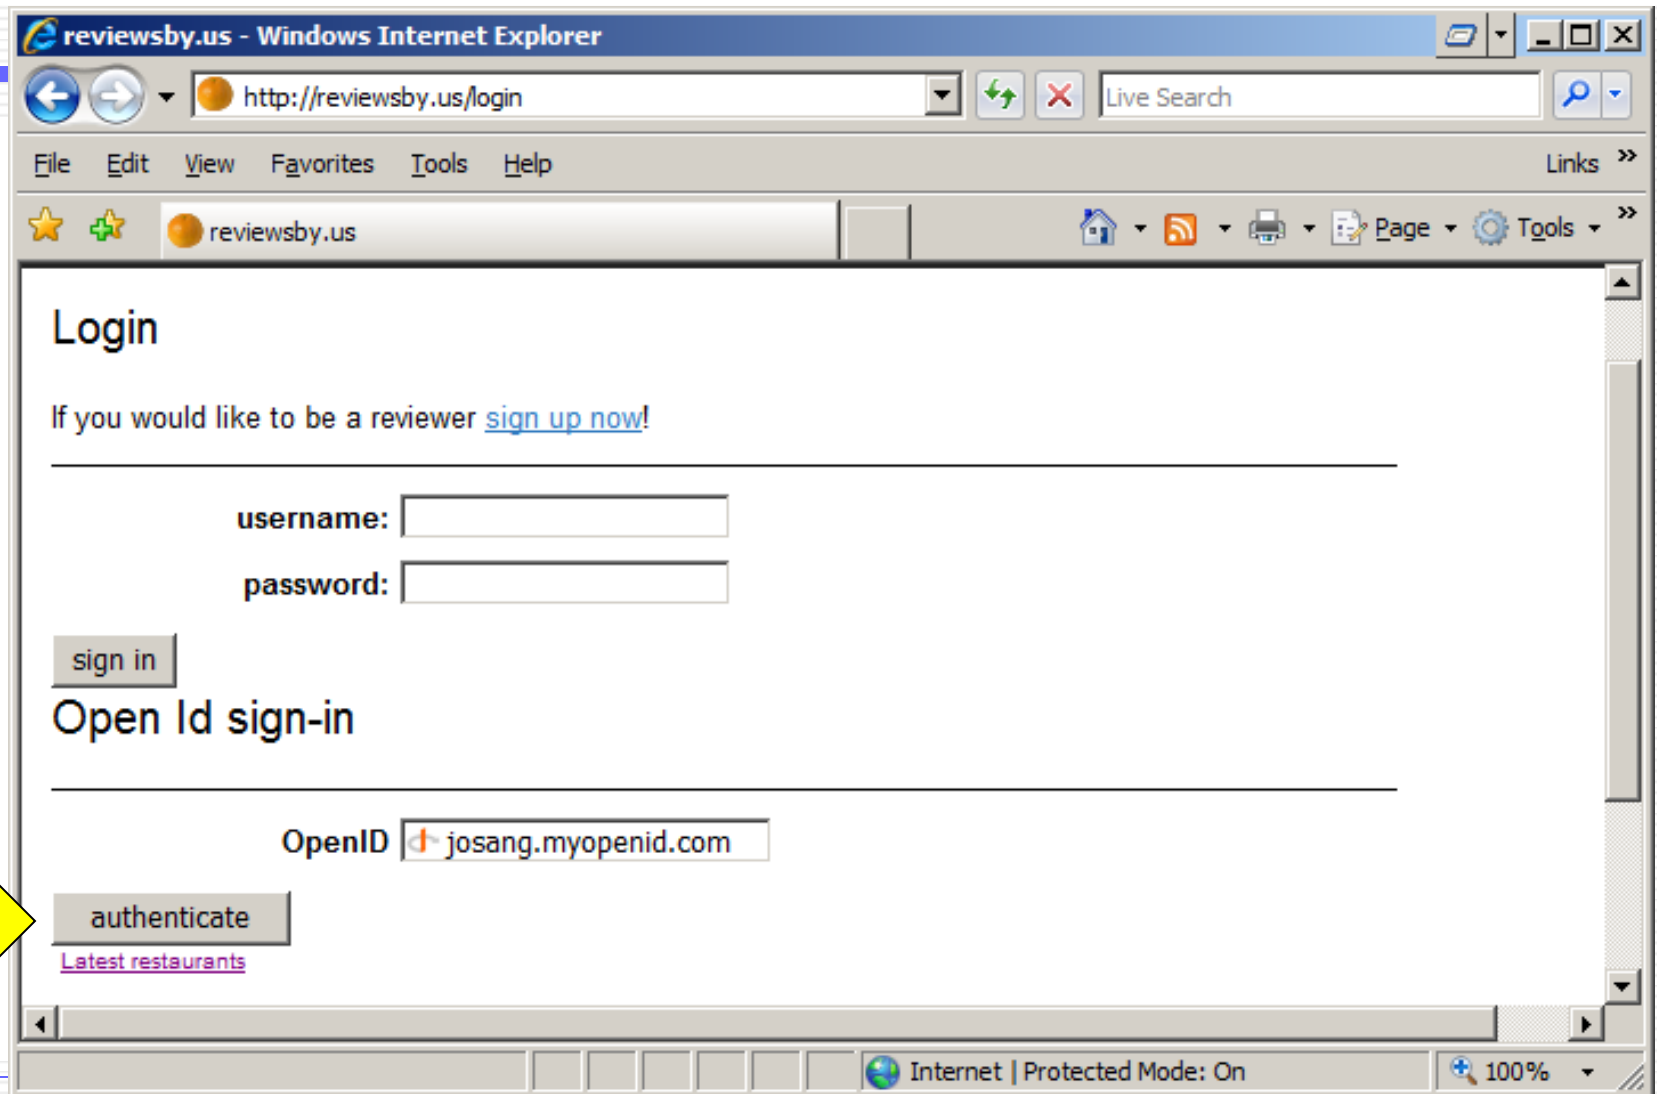 reviewsby.us - Windows Internet Explorer
http://reviewsby.us/login
Live Search
File Edit View Favorites Tools Help Links »
reviewsby.us Page Tools »
Login
If you would like to be a reviewer sign up now!
username:
password:
sign in
Open Id sign-in
OpenID josang.myopenid.com
authenticate
Latest restaurants
Internet | Protected Mode: On 100%